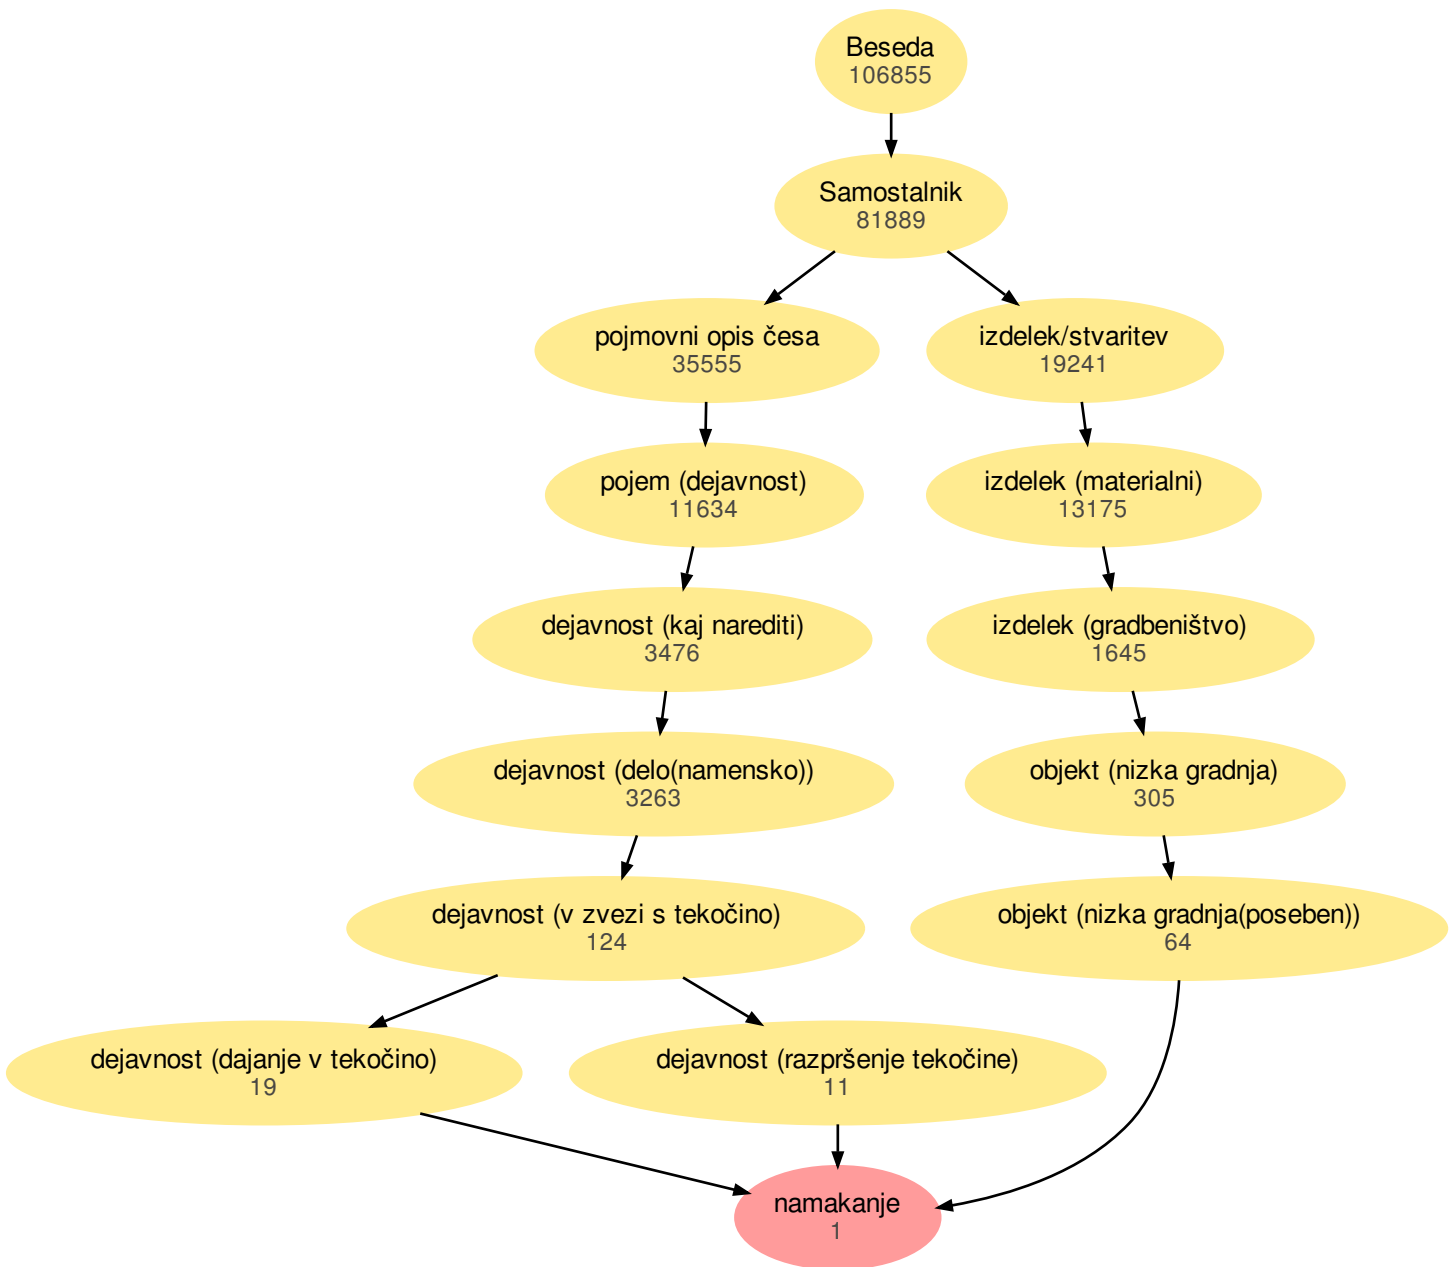 Beseda
106855
Samostalnik
81889
pojmovni opis česa
35555
izdelek/stvaritev
19241
pojem (dejavnost)
11634
izdelek (materialni)
13175
dejavnost (kaj narediti)
3476
izdelek (gradbeništvo)
1645
dejavnost (delo(namensko))
3263
objekt (nizka gradnja)
305
dejavnost (v zvezi s tekočino)
124
objekt (nizka gradnja(poseben))
64
dejavnost (dajanje v tekočino)
19
dejavnost (razpršenje tekočine)
11
namakanje
1